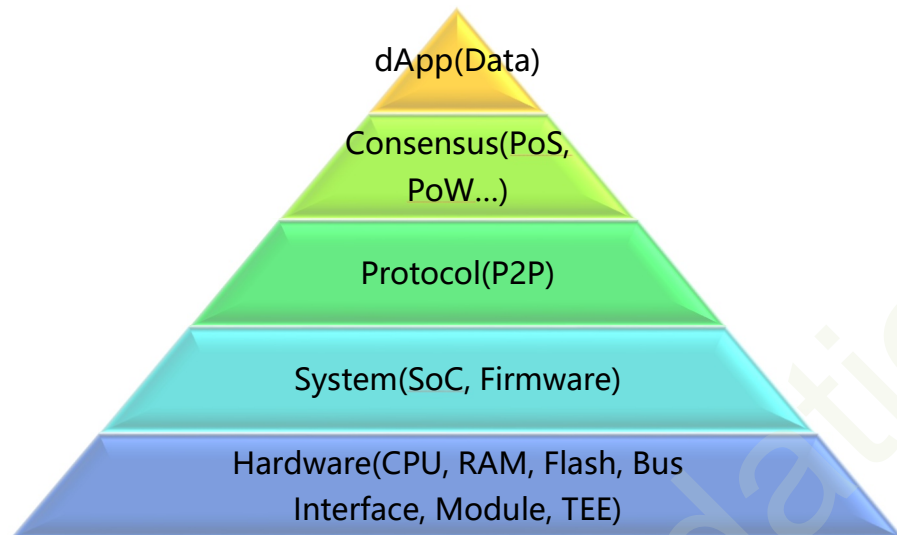 dApp(Data)
Consensus(PoS,
PoW...)
Protocol(P2P)
System(SoC, Firmware)
Hardware(CPU, RAM, Flash, Bus
Interface, Module, TEE)